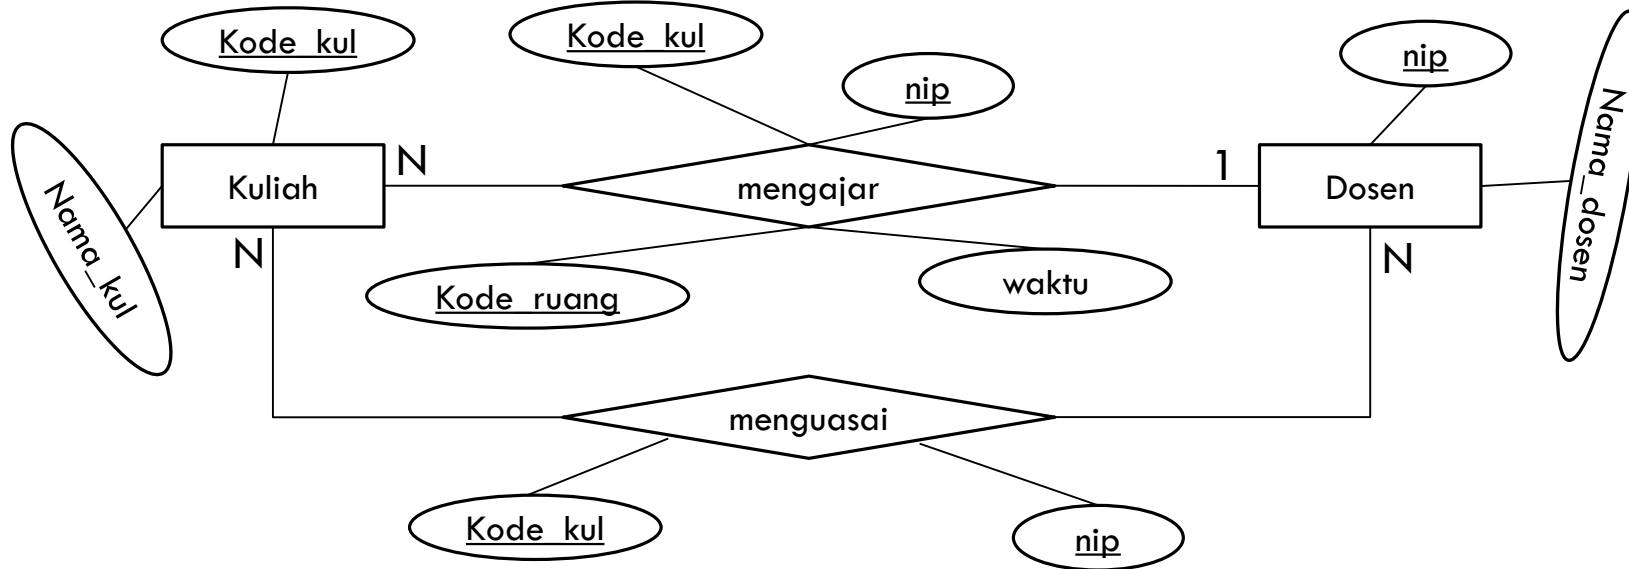 Kode_kul
Kode_kul
nip
nip
Nama_kul
Kuliah
N
mengajar
1
Dosen
Nama_dosen
N
N
Kode_ruang
waktu
menguasai
Kode_kul
nip